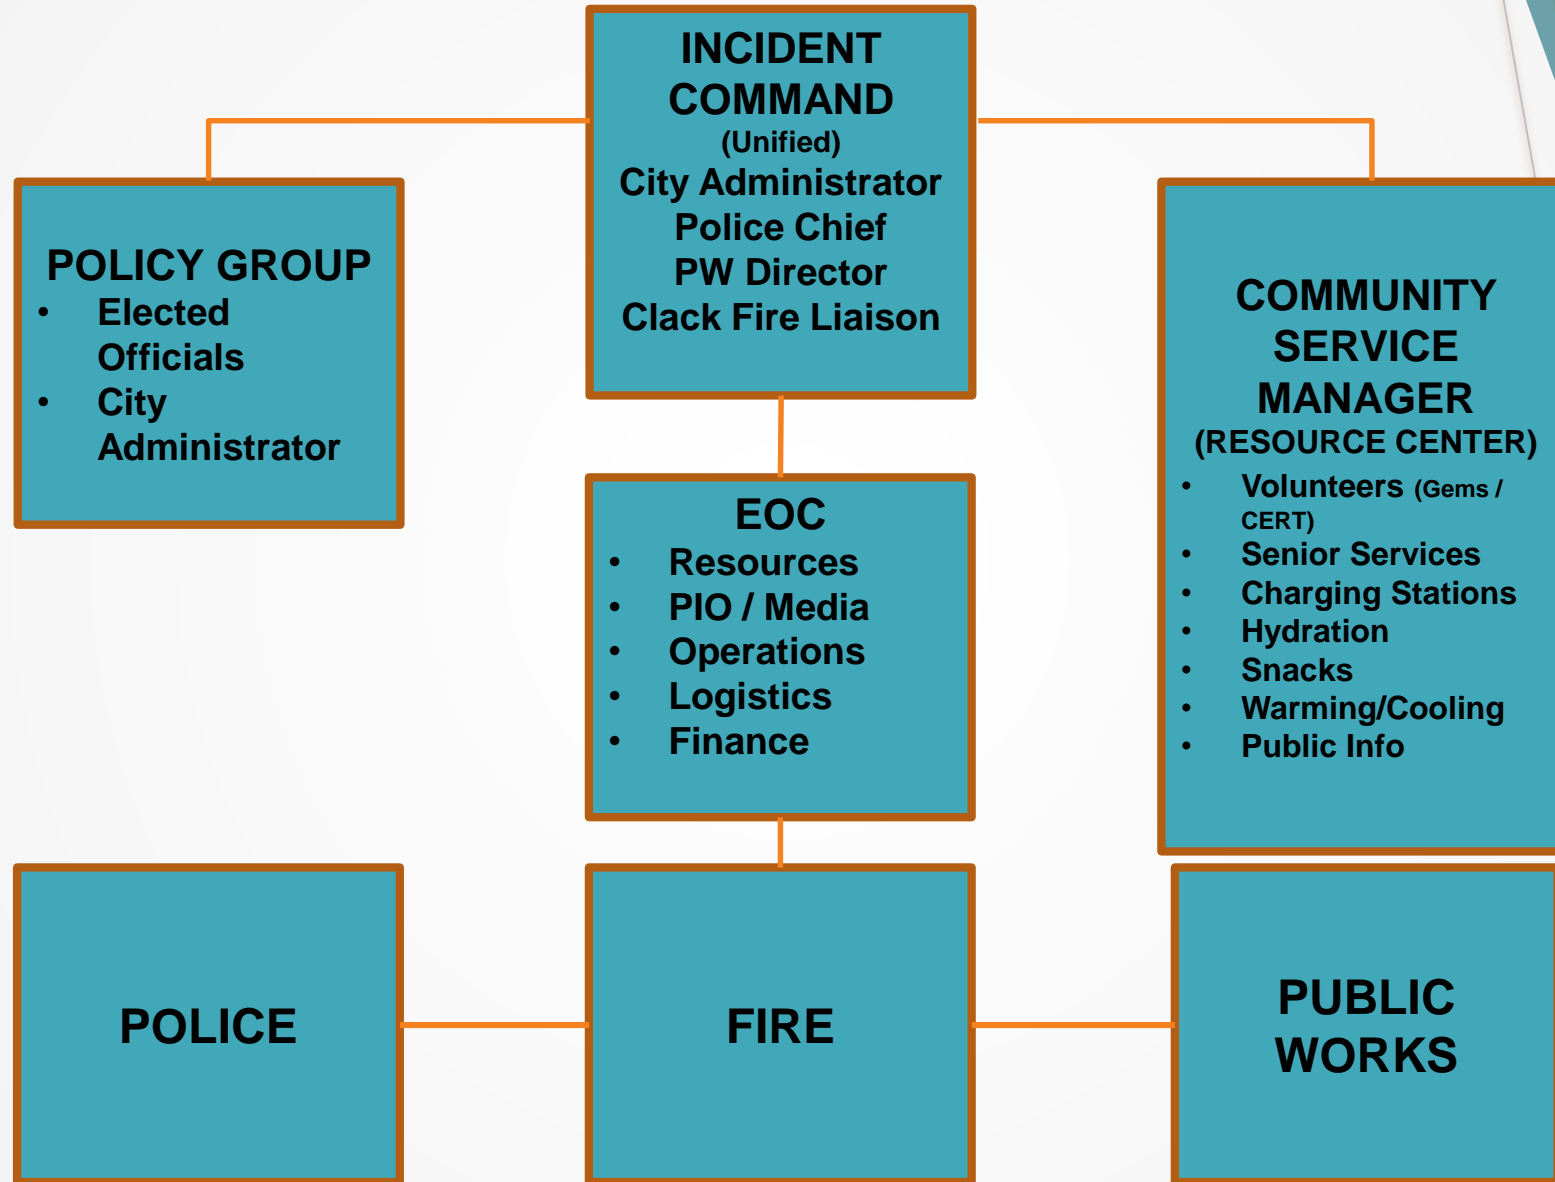 INCIDENT
COMMAND
(Unified)
City Administrator
Police Chief
PW Director
Clack Fire Liaison
POLICY GROUP
• Elected
Officials
• City
Administrator
COMMUNITY
SERVICE
MANAGER
(RESOURCE CENTER)
• Volunteers (Gems /
CERT)
• Senior Services
• Charging Stations
• Hydration
• Snacks
• Warming/Cooling
• Public Info
EOC
• Resources
• PIO / Media
• Operations
• Logistics
• Finance
POLICE
FIRE
PUBLIC
WORKS